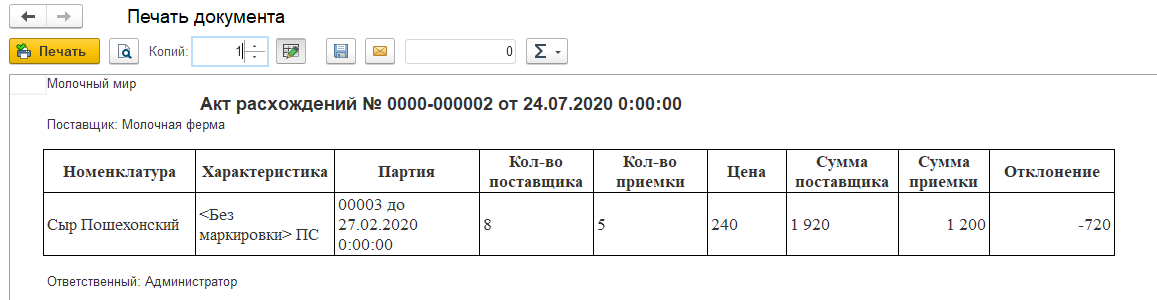 Печать документа
Печать Копий: 1 0 Σ
Молочный мир
Акт расхождений № 0000-000002 от 24.07.2020 0:00:00
Поставщик: Молочная ферма
Номенклатура Характеристика Партия Кол-во поставщика Кол-во приемки Цена Сумма поставщика Сумма приемки Отклонение
Сыр Пошехонский <Без маркировки> ПС 00003 до 27.02.2020 0:00:00 8 5 240 1 920 1 200 -720
Ответственный: Администратор